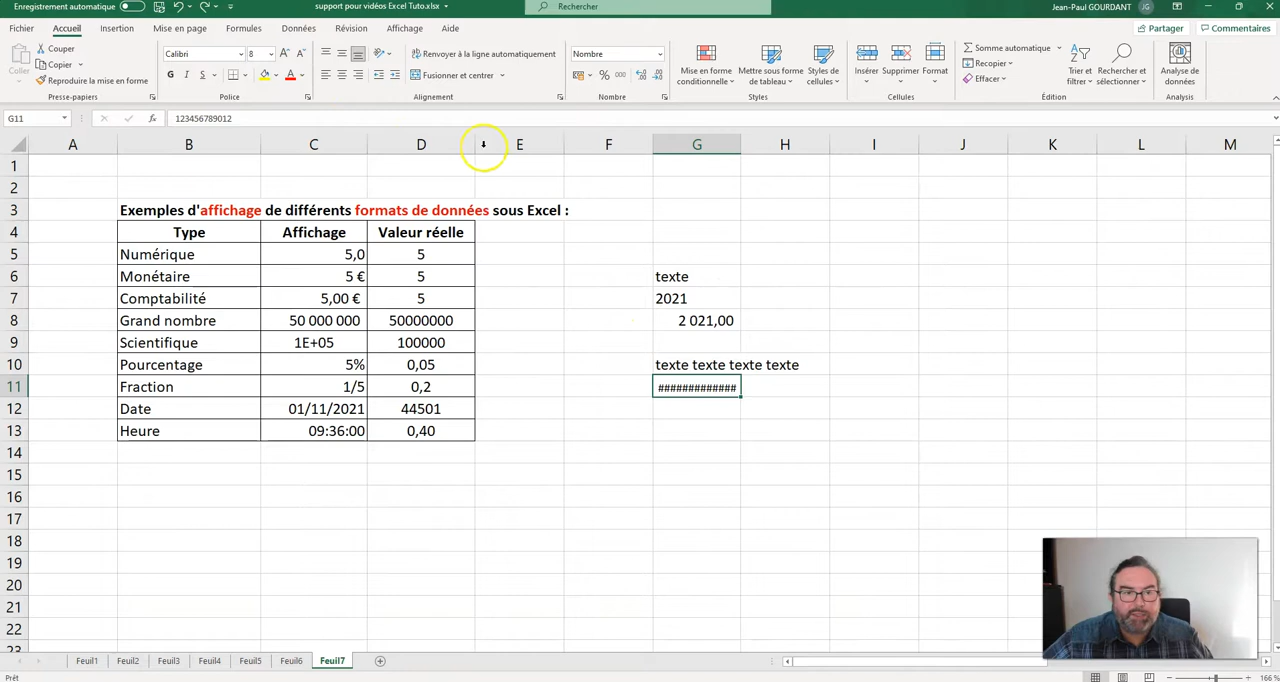 Enregistrement automatique
support pour vidéos Excel Tuto.xlsx
Rechercher
Jean-Paul GOURDANT JG
Fichier Accueil Insertion Mise en page Formules Données Révision Affichage Aide
Partager Commentaires
Coller
Couper
Copier
Reproduire la mise en forme
Presse-papiers
Calibri 8
G I S
Police
Renvoyer à la ligne automatiquement
Fusionner et centrer
Alignement
Nombre
% 000
Nombre
Mise en forme conditionnelle
Mettre sous forme de tableau
Styles de cellules
Styles
Insérer Supprimer Format
Cellules
Somme automatique
Recopier
Effacer
Trier et filtrer
Rechercher et sélectionner
Édition
Analyse de données
Analysis
G11 fx 123456789012
A B C D E F G H I J K L M
1
2
3 Exemples d'affichage de différents formats de données sous Excel :
4 Type Affichage Valeur réelle
5 Numérique 5,0 5
6 Monétaire 5 € 5 texte
7 Comptabilité 5,00 € 5 2021
8 Grand nombre 50 000 000 50000000 2 021,00
9 Scientifique 1E+05 100000
10 Pourcentage 5% 0,05 texte texte texte texte
11 Fraction 1/5 0,2 #############
12 Date 01/11/2021 44501
13 Heure 09:36:00 0,40
14
15
16
17
18
19
20
21
22
23
Feuil1 Feuil2 Feuil3 Feuil4 Feuil5 Feuil6 Feuil7
Prêt
166 %